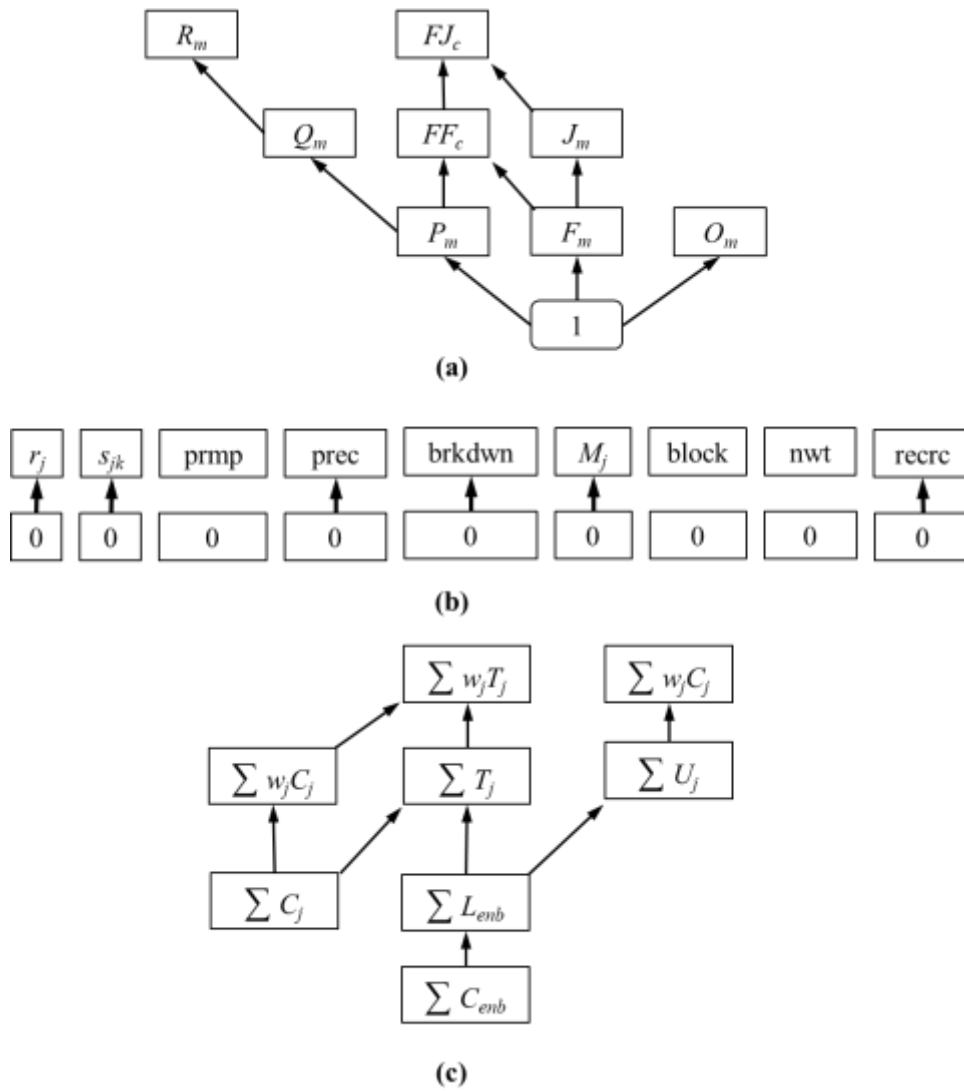 R_m FJ_c
Q_m FF_c J_m
P_m F_m O_m
1
(a)
r_j s_jk prmp prec brkdwn M_j block nwt recrc
0 0 0 0 0 0 0 0 0
(b)
∑ w_jT_j ∑ w_jC_j
∑ w_jC_j ∑ T_j ∑ U_j
∑ C_j ∑ L_enb
∑ C_enb
(c)